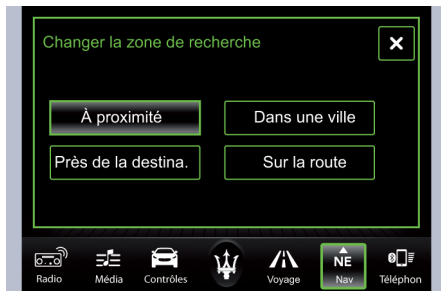 Changer la zone de recherche
À proximité
Dans une ville
Près de la destina.
Sur la route
NE
Radio
Média
Contrôles
Voyage
Nav
Téléphon